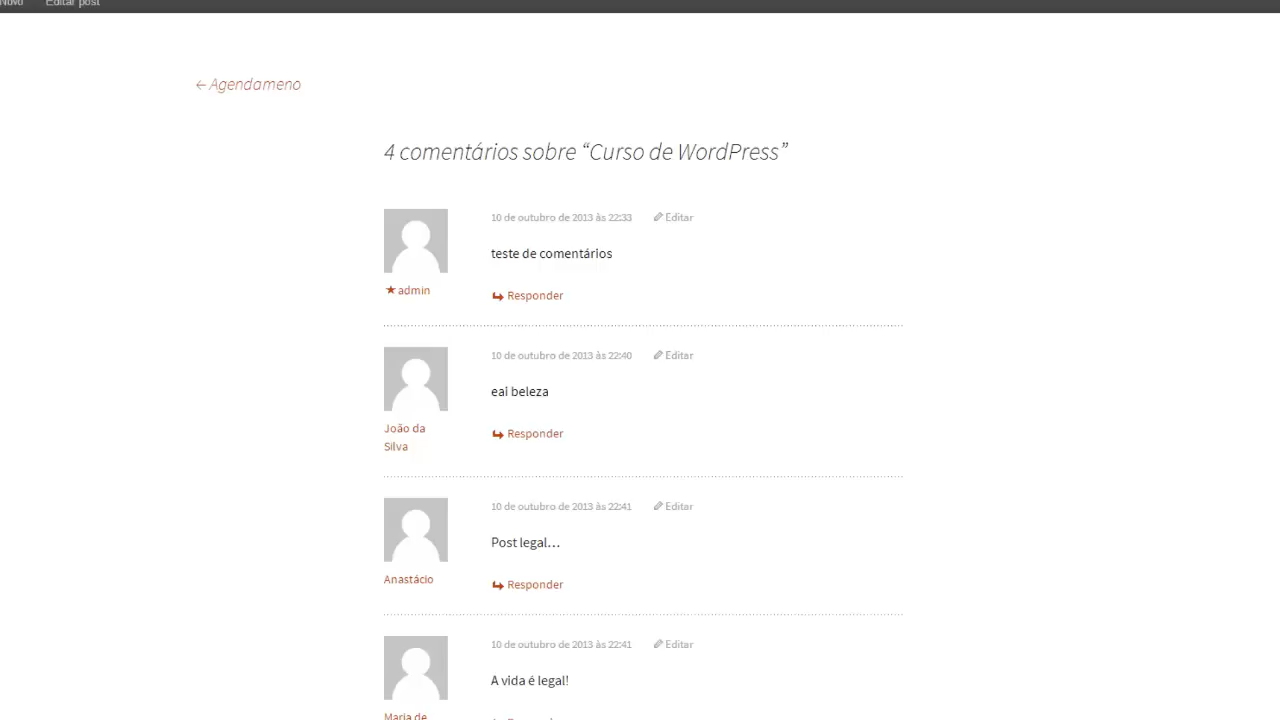 Novo Editar post
← Agendameno
4 comentários sobre “Curso de WordPress”
10 de outubro de 2013 às 22:33 Editar
teste de comentários
★admin
Responder
10 de outubro de 2013 às 22:40 Editar
eaí beleza
João da
Silva
Responder
10 de outubro de 2013 às 22:41 Editar
Post legal…
Anastácio
Responder
10 de outubro de 2013 às 22:41 Editar
A vida é legal!
Maria de